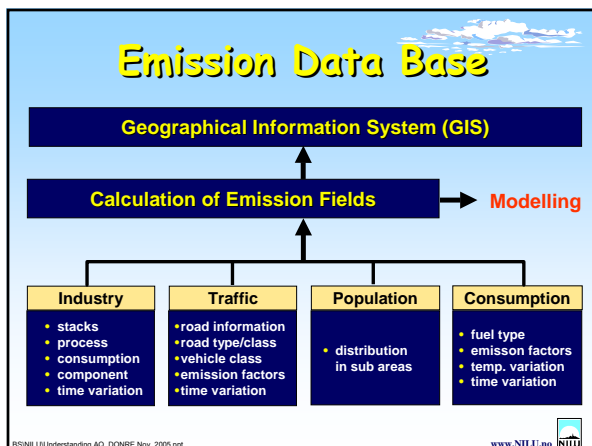 Emission Data Base
Geographical Information System (GIS)
Calculation of Emission Fields
Modelling
Industry
• stacks
• process
• consumption
• component
• time variation
Traffic
•road information
•road type/class
•vehicle class
•emission factors
•time variation
Population
• distribution
in sub areas
Consumption
• fuel type
• emisson factors
• temp. variation
• time variation
BS\NILU\Understanding AQ_DONRE Nov. 2005.ppt
www.NILU.no
NILU